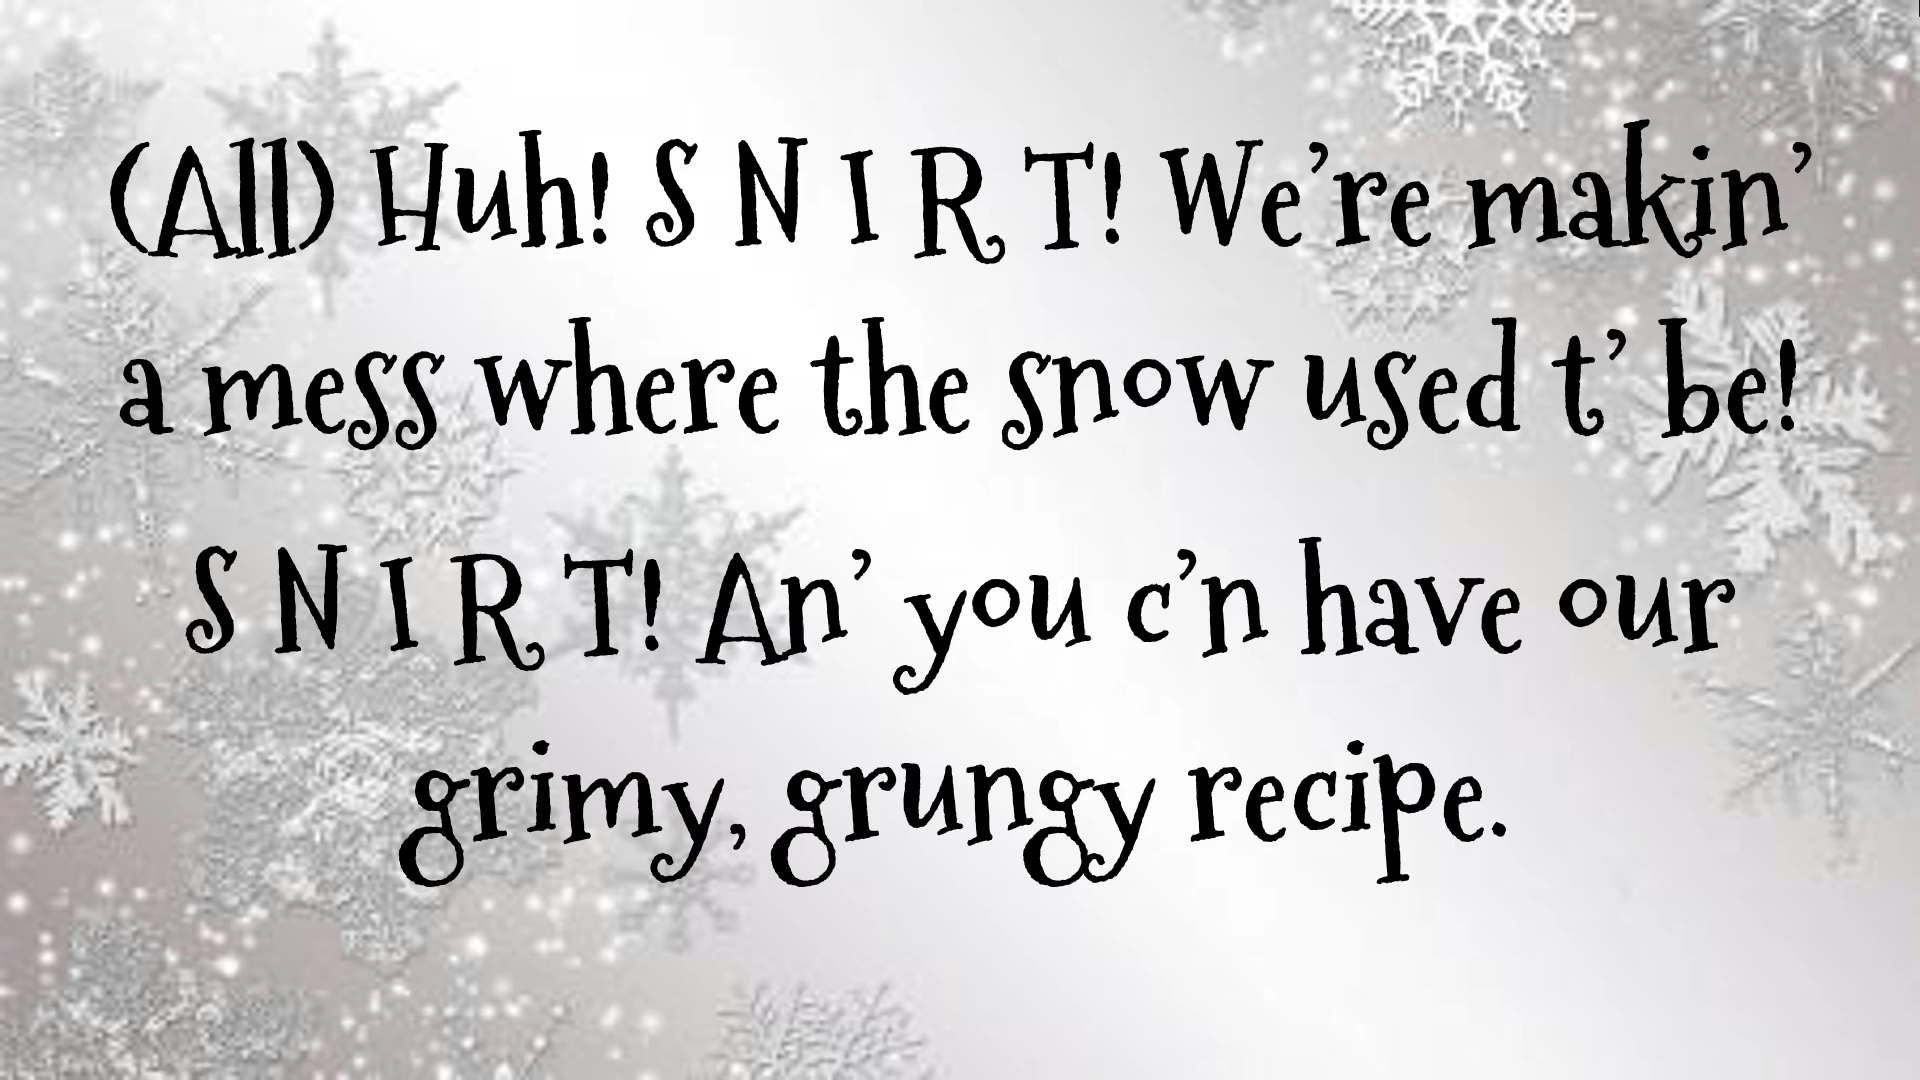 (All) Huh! S N I R T! We’re makin’
a mess where the snow used t’ be!
S N I R T! An’ you c’n have our
grimy, grungy recipe.